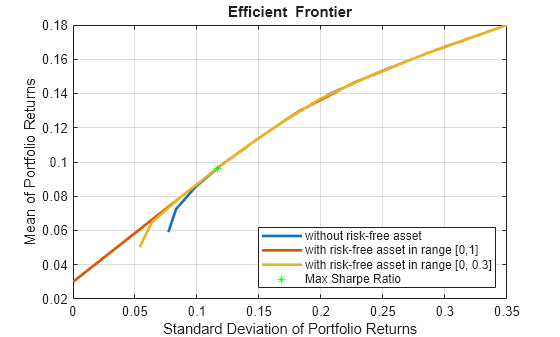 Efficient Frontier
Mean of Portfolio Returns
0.18
0.16
0.14
0.12
0.1
0.08
0.06
0.04
0.02
without risk-free asset
with risk-free asset in range [0,1]
with risk-free asset in range [0, 0.3]
Max Sharpe Ratio
0
0.05
0.1
0.15
0.2
0.25
0.3
0.35
Standard Deviation of Portfolio Returns